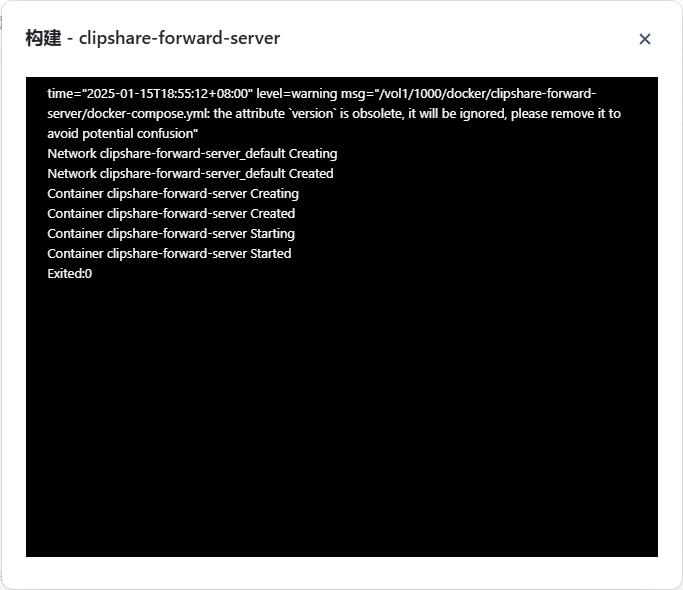 构建 - clipshare-forward-server
time="2025-01-15T18:55:12+08:00" level=warning msg="/vol1/1000/docker/clipshare-forward-
server/docker-compose.yml: the attribute `version` is obsolete, it will be ignored, please remove it to
avoid potential confusion"
Network clipshare-forward-server_default Creating
Network clipshare-forward-server_default Created
Container clipshare-forward-server Creating
Container clipshare-forward-server Created
Container clipshare-forward-server Starting
Container clipshare-forward-server Started
Exited:0